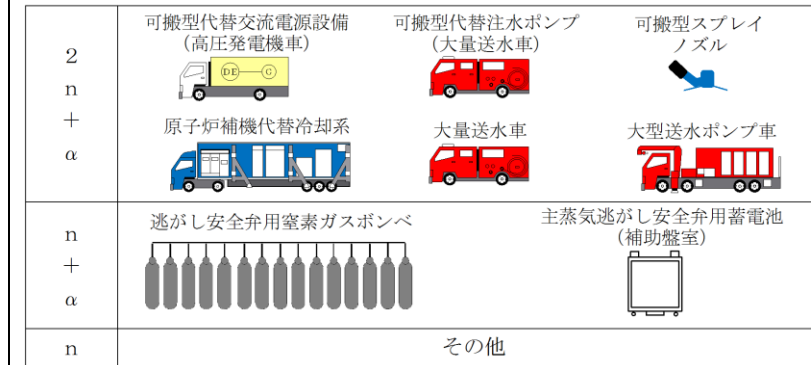 2
n
+
α
可搬型代替交流電源設備
(高圧発電機車)
DE
G
可搬型代替注水ポンプ
(大量送水車)
可搬型スプレイ
ノズル
原子炉補機代替冷却系
大量送水車
大型送水ポンプ車
n
+
α
逃がし安全弁用窒素ガスボンベ
主蒸気逃がし安全弁用蓄電池
(補助盤室)
n
その他